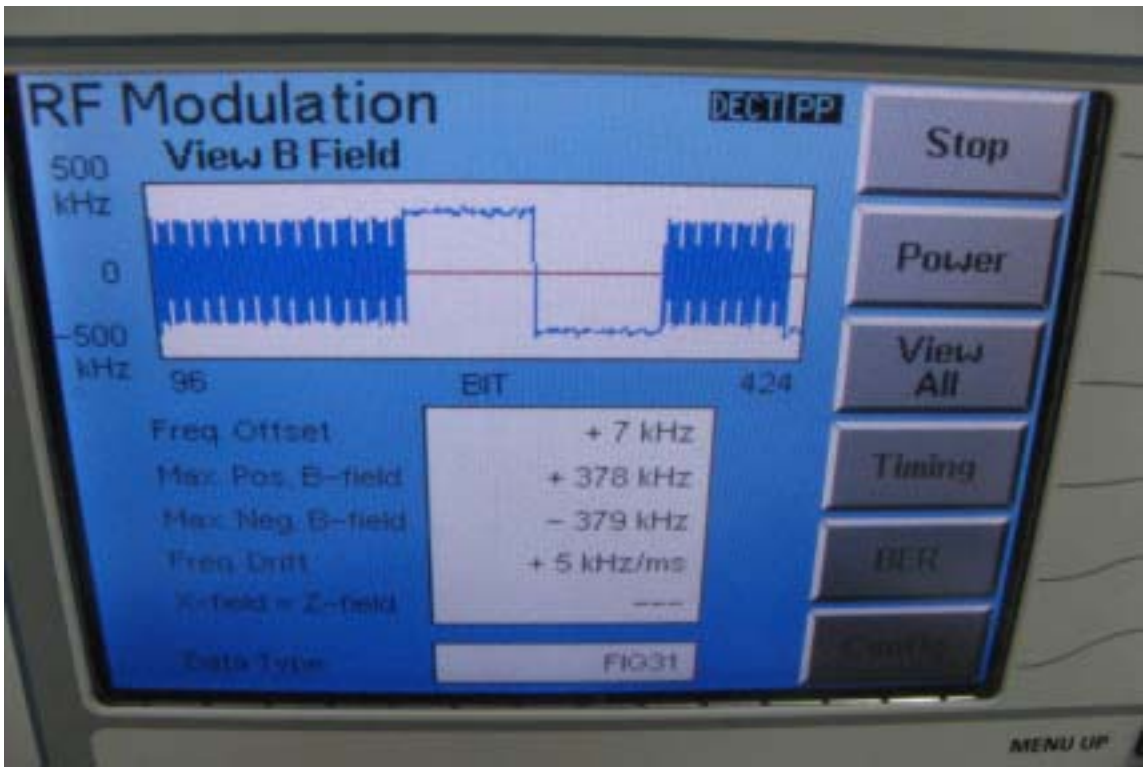 RF Modulation
DECT PP
View B Field
500
kHz
0
-500
kHz
96 BIT 424
Freq Offset + 7 kHz
Max Pos. B-field + 378 kHz
Max Neg. B-field - 379 kHz
Freq Drift + 5 kHz/ms
X-field = Z-field ---
Data Type FIG31
Stop
Power
View
All
Timing
BER
Config
MENU UP